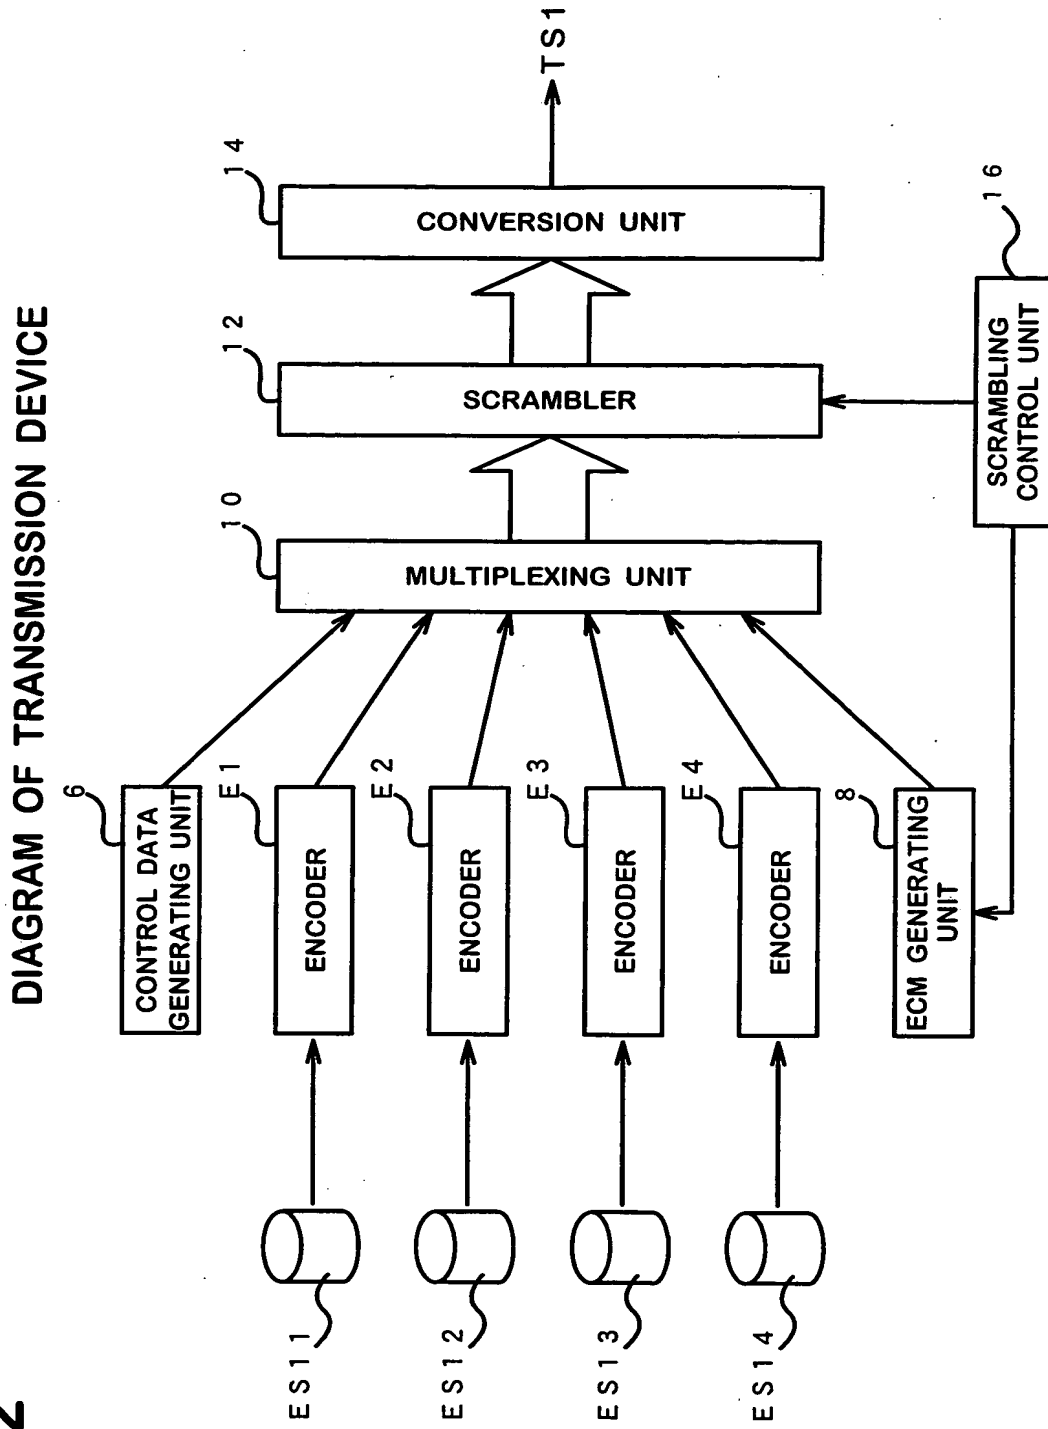 2
DIAGRAM OF TRANSMISSION DEVICE
6
CONTROL DATA
GENERATING UNIT
ES11
E1
ENCODER
ES12
E2
ENCODER
ES13
E3
ENCODER
ES14
E4
ENCODER
8
ECM GENERATING
UNIT
10
MULTIPLEXING UNIT
12
SCRAMBLER
14
CONVERSION UNIT
TS1
16
SCRAMBLING
CONTROL UNIT